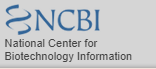 NCBI
National Center for
Biotechnology Information